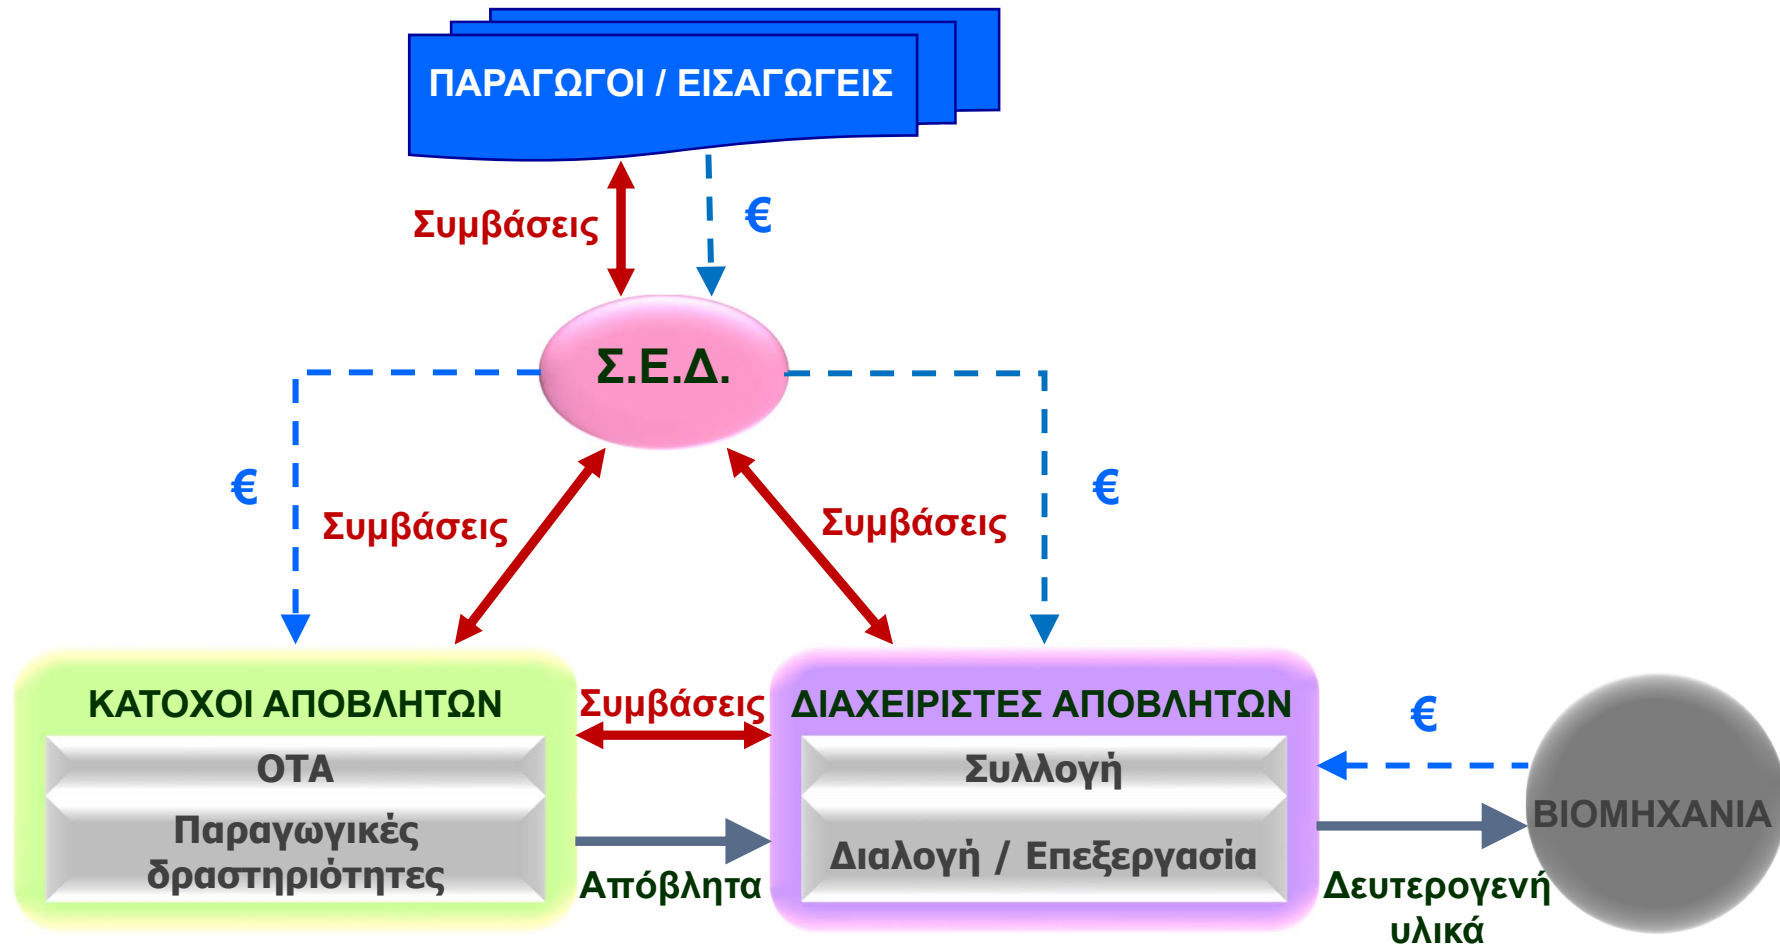 ΠΑΡΑΓΩΓΟΙ / ΕΙΣΑΓΩΓΕΙΣ
Συμβάσεις
€
Σ.Ε.Δ.
€
Συμβάσεις
Συμβάσεις
€
ΚΑΤΟΧΟΙ ΑΠΟΒΛΗΤΩΝ
Συμβάσεις
ΔΙΑΧΕΙΡΙΣΤΕΣ ΑΠΟΒΛΗΤΩΝ
€
ΟΤΑ
Συλλογή
Παραγωγικές
δραστηριότητες
Απόβλητα
Διαλογή / Επεξεργασία
ΒΙΟΜΗΧΑΝΙΑ
Δευτερογενή
υλικά